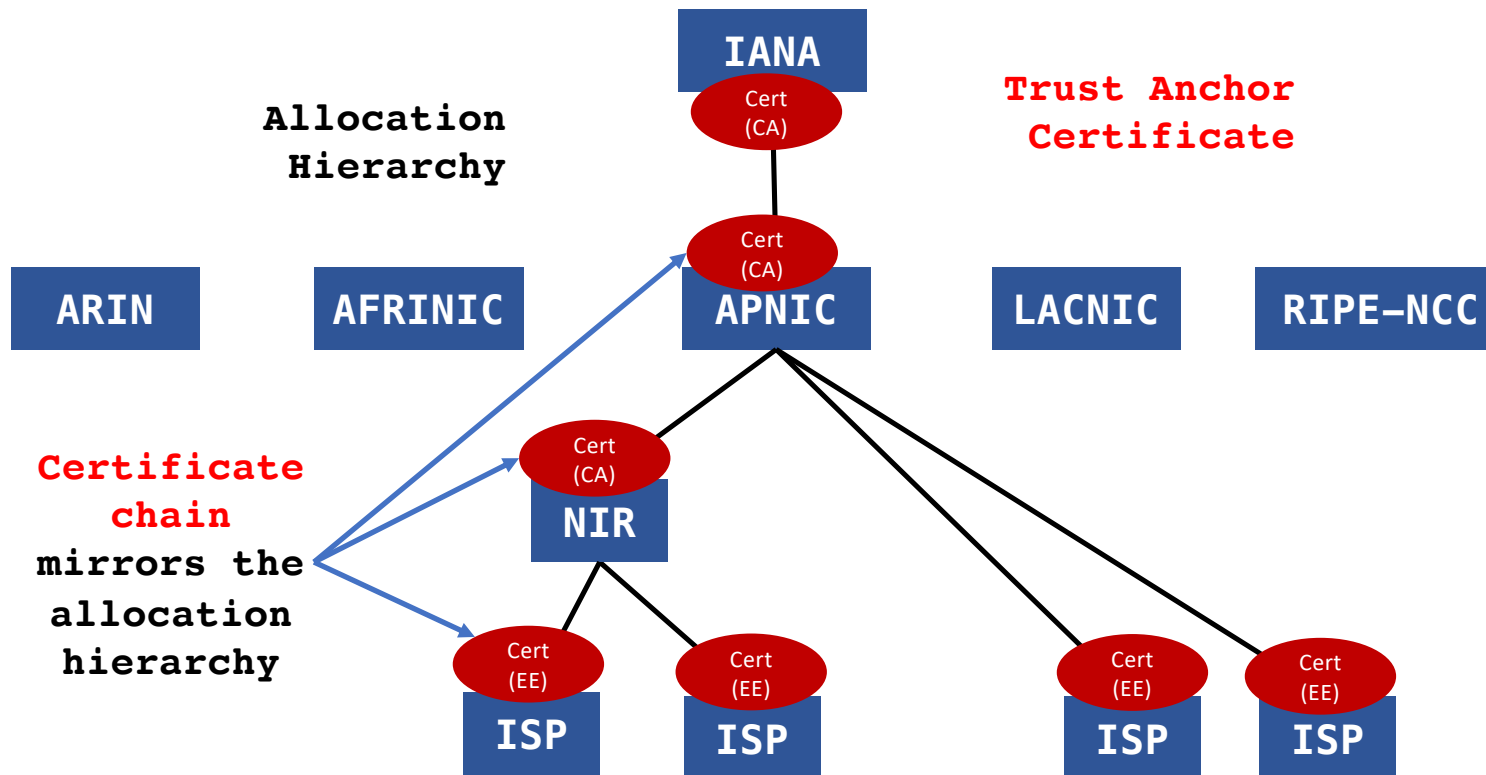 IANA
Cert
(CA)
Trust Anchor
Certificate
Allocation
Hierarchy
Cert
(CA)
ARIN
AFRINIC
APNIC
LACNIC
RIPE–NCC
Certificate
chain
mirrors the
allocation
hierarchy
Cert
(CA)
NIR
Cert
(EE)
ISP
Cert
(EE)
ISP
Cert
(EE)
ISP
Cert
(EE)
ISP